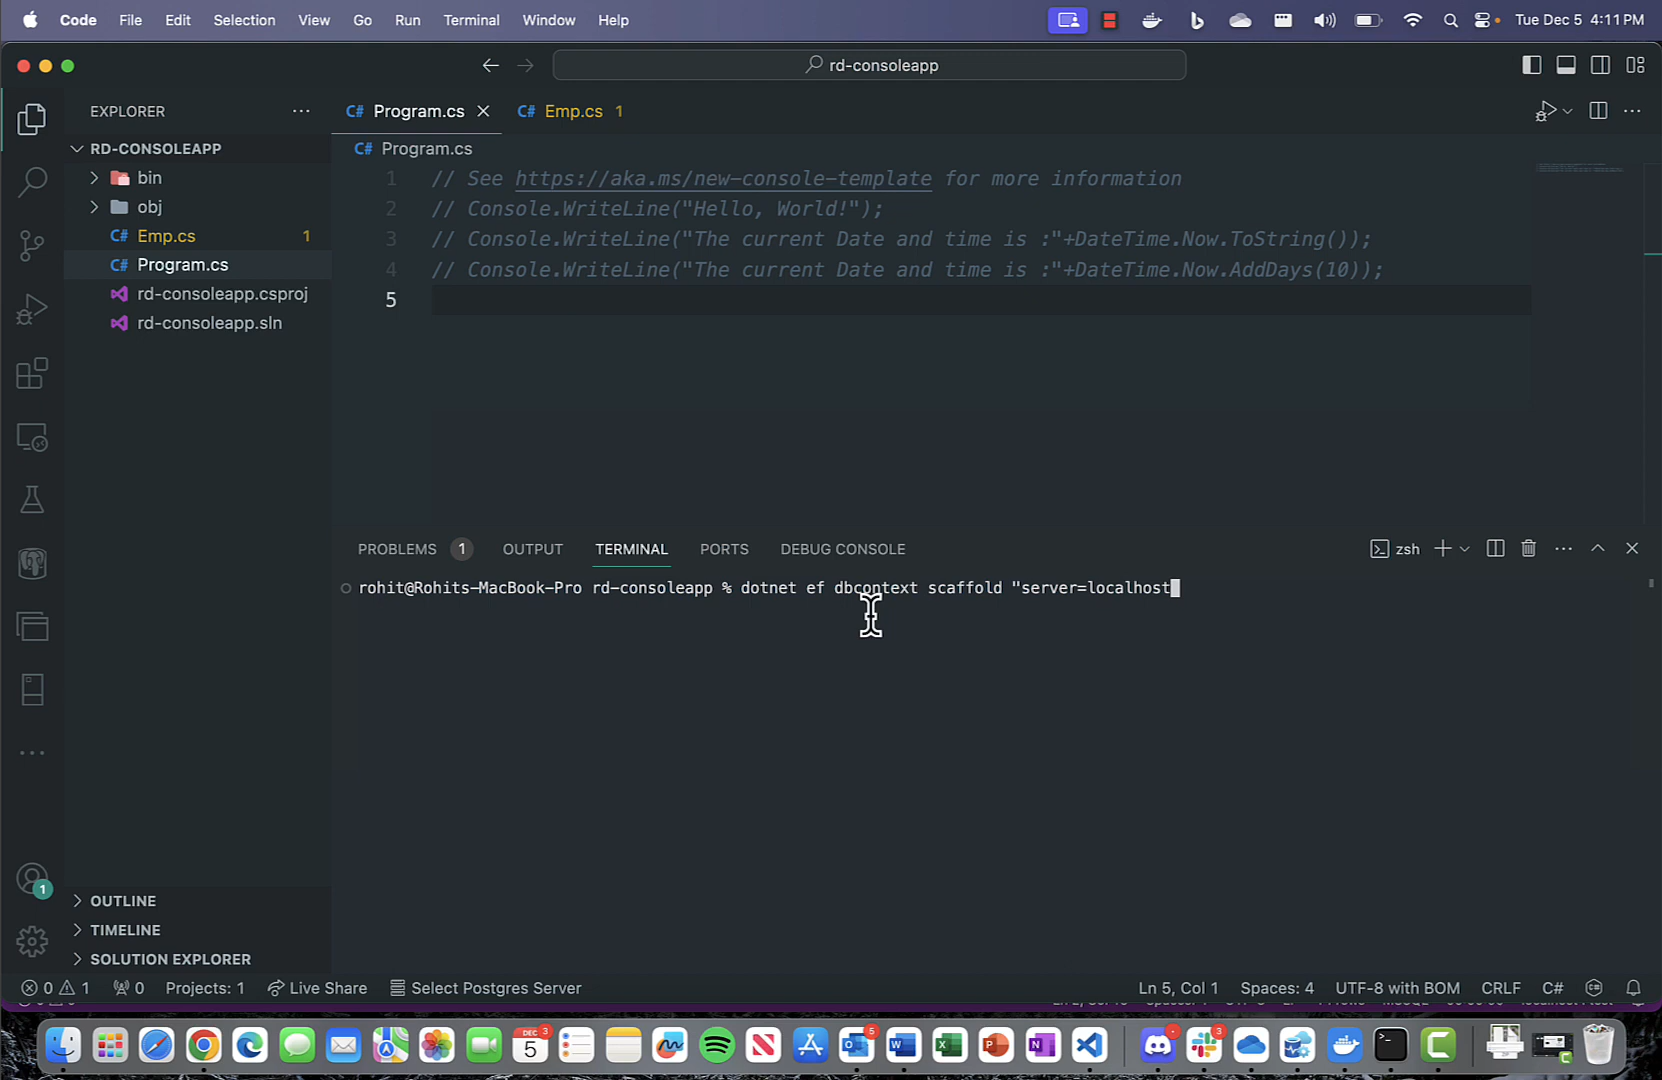 Code File Edit Selection View Go Run Terminal Window Help Tue Dec 5 4:11 PM
rd-consoleapp
EXPLORER
C# Program.cs
C# Emp.cs 1
RD-CONSOLEAPP
C# Program.cs
bin
obj
C# Emp.cs 1
C# Program.cs
rd-consoleapp.csproj
rd-consoleapp.sln
1 // See https://aka.ms/new-console-template for more information
2 // Console.WriteLine("Hello, World!");
3 // Console.WriteLine("The current Date and time is :"+DateTime.Now.ToString());
4 // Console.WriteLine("The current Date and time is :"+DateTime.Now.AddDays(10));
5
PROBLEMS 1 OUTPUT TERMINAL PORTS DEBUG CONSOLE zsh
rohit@Rohits-MacBook-Pro rd-consoleapp % dotnet ef dbcontext scaffold "server=localhost
1
OUTLINE
TIMELINE
SOLUTION EXPLORER
0 1 0 Projects: 1 Live Share Select Postgres Server Ln 5, Col 1 Spaces: 4 UTF-8 with BOM CRLF C#
DEC 3
5
5
3